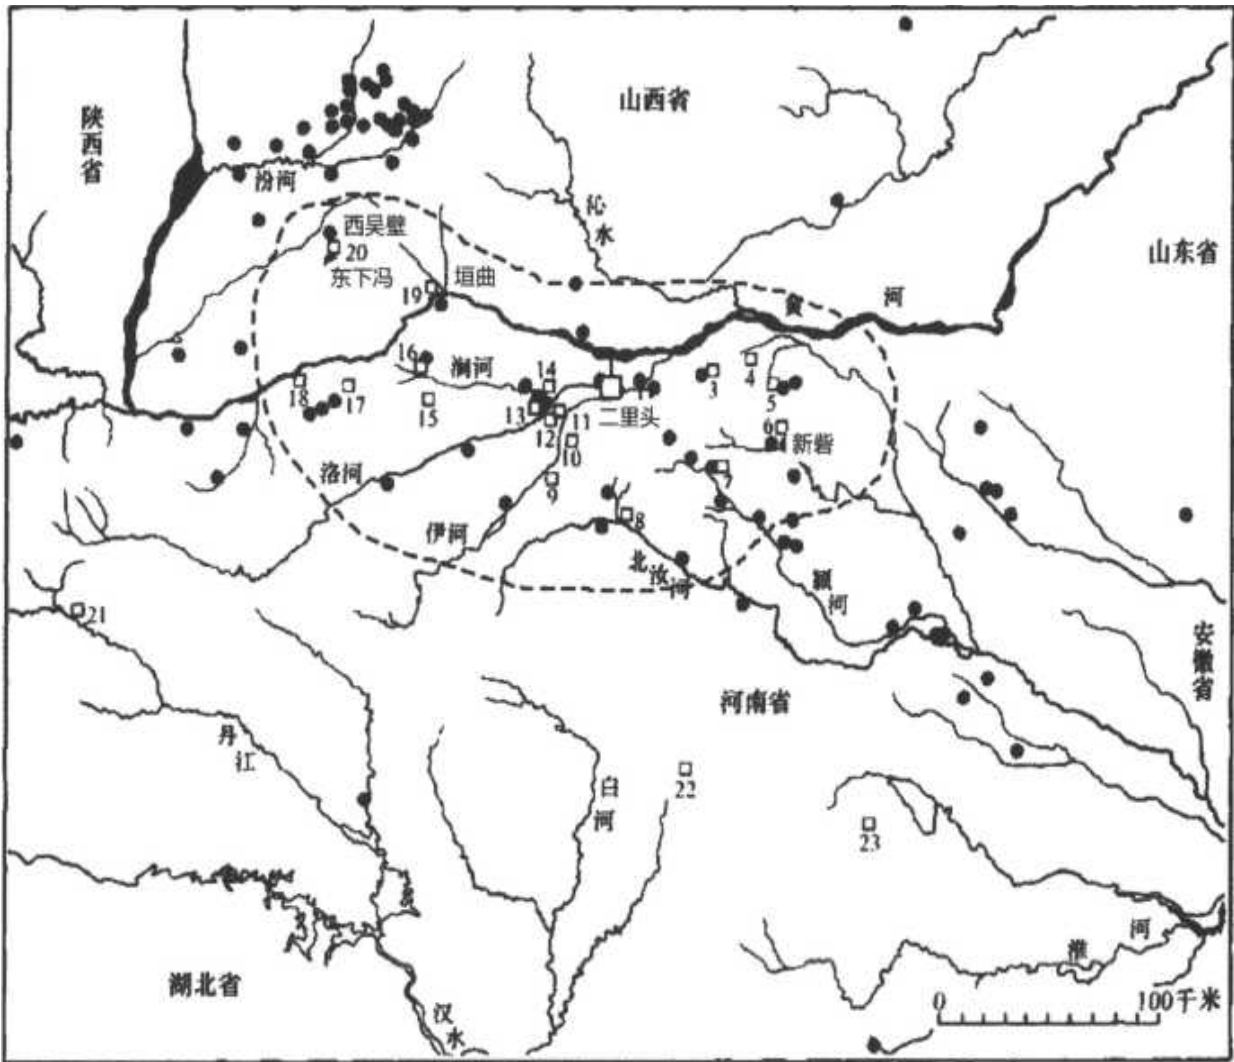 陕西省
山西省
山东省
汾河
沁水
西吴壁
20
东下冯
垣曲
19
黄
河
16
涧河
14
3
4
5
18
17
15
13
11
二里头
12
6
新砦
10
7
洛河
9
8
伊河
北汝河
颍河
21
安徽省
河南省
丹江
白河
22
23
湖北省
汉水
淮
河
0
100千米